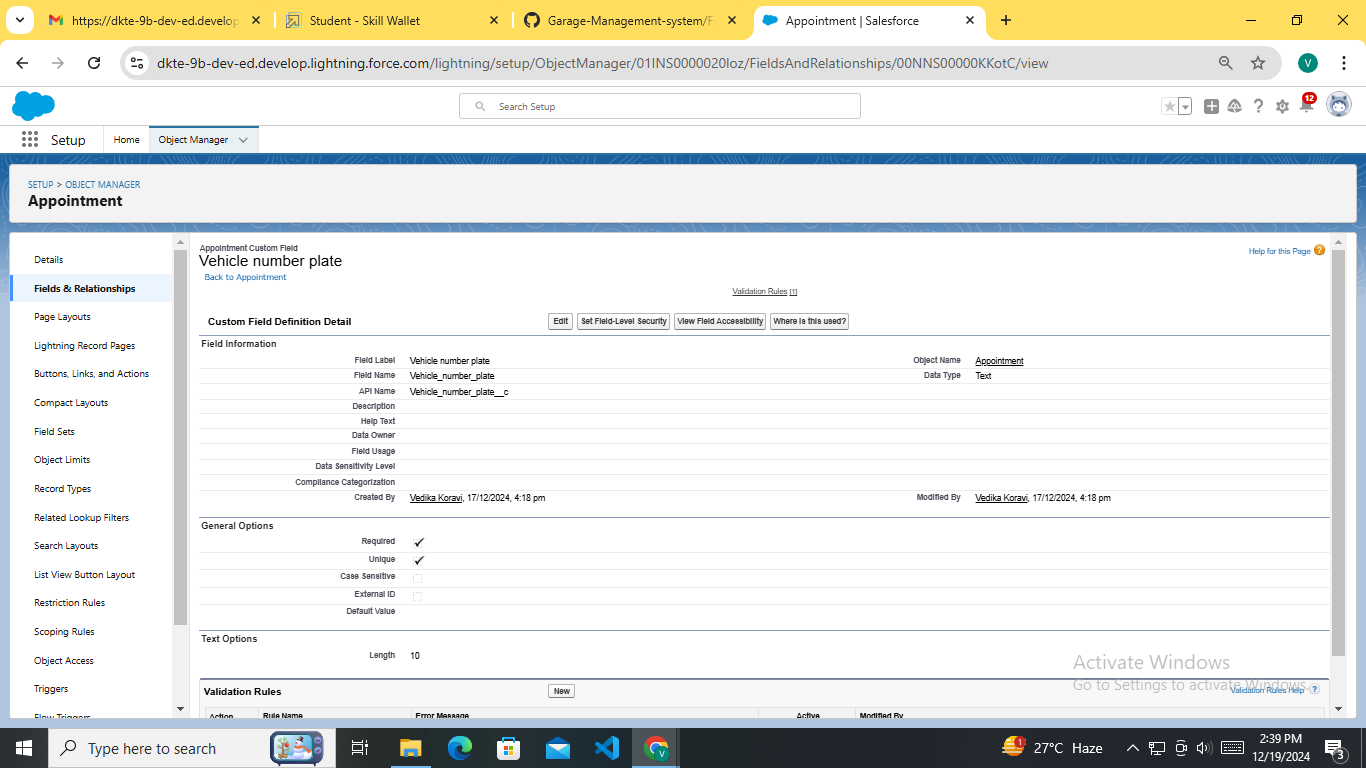 https://dkte-9b-dev-ed.develop
Student - Skill Wallet
Garage-Management-system/F
Appointment | Salesforce
dkte-9b-dev-ed.develop.lightning.force.com/lightning/setup/ObjectManager/01INS0000020loz/FieldsAndRelationships/00NNS00000KKotC/view
V
Search Setup
12
Setup
Home
Object Manager
SETUP > OBJECT MANAGER
Appointment
Details
Fields & Relationships
Page Layouts
Lightning Record Pages
Buttons, Links, and Actions
Compact Layouts
Field Sets
Object Limits
Record Types
Related Lookup Filters
Search Layouts
List View Button Layout
Restriction Rules
Scoping Rules
Object Access
Triggers
Flow Triggers
Appointment Custom Field
Vehicle number plate
Back to Appointment
Help for this Page
Validation Rules [1]
Custom Field Definition Detail
Edit Set Field-Level Security View Field Accessibility Where is this used?
Field Information
Field Label Vehicle number plate Object Name Appointment
Field Name Vehicle_number_plate Data Type Text
API Name Vehicle_number_plate__c
Description
Help Text
Data Owner
Field Usage
Data Sensitivity Level
Compliance Categorization
Created By Vedika Koravi, 17/12/2024, 4:18 pm Modified By Vedika Koravi, 17/12/2024, 4:18 pm
General Options
Required
Unique
Case Sensitive
External ID
Default Value
Text Options
Length 10
Validation Rules New Validation Rules Help ?
Action Rule Name Error Message Active Modified By
Activate Windows
Go to Settings to activate Windows.
Type here to search
1
27°C Haze
2:39 PM
12/19/2024
3